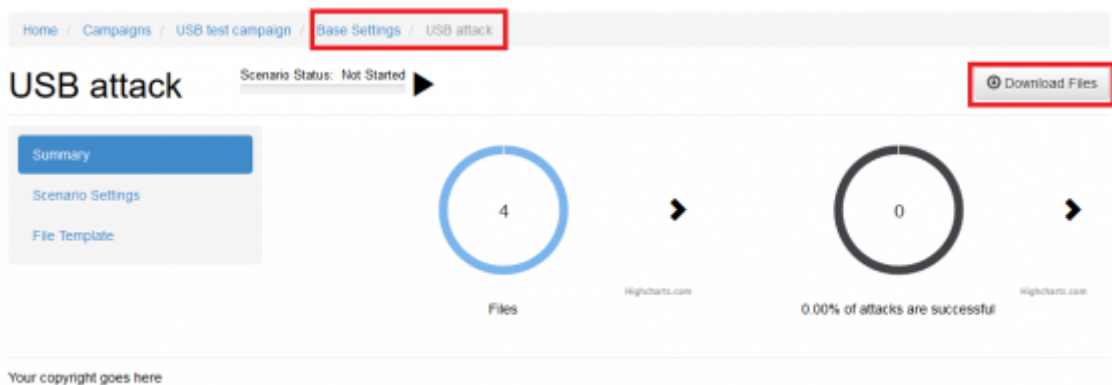 Home / Campaigns / USB test campaign / Base Settings / USB attack
USB attack
Scenario Status: Not Started
Download Files
Summary
Scenario Settings
File Template
4
0
Highcharts.com
Highcharts.com
Files
0.00% of attacks are successful
Your copyright goes here